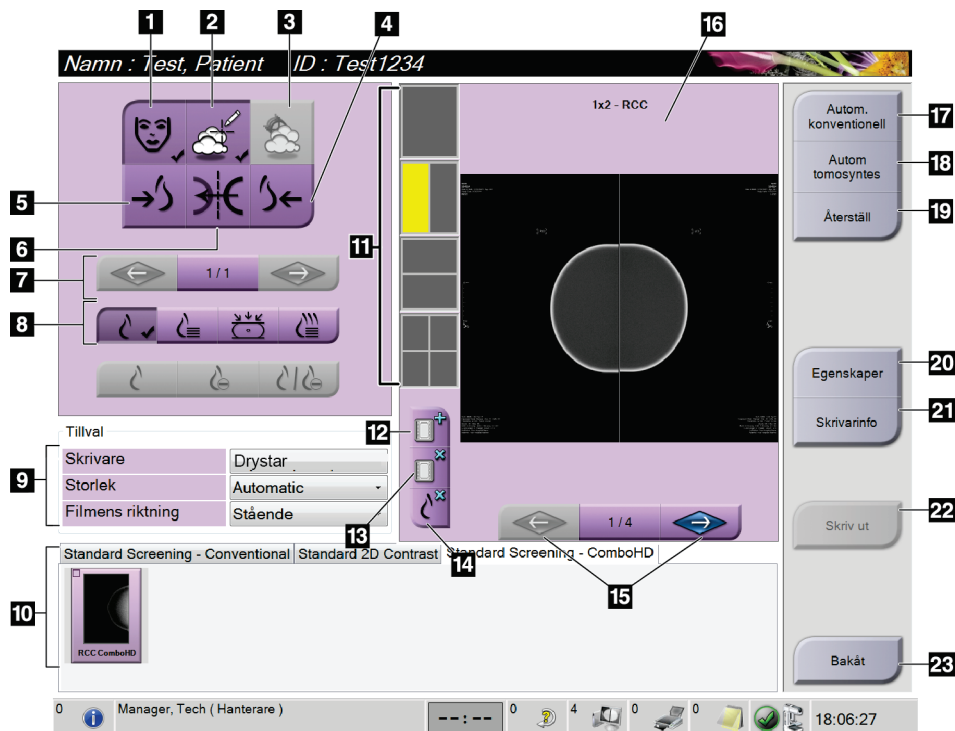 1
2
3
4
16
Namn : Test, Patient ID : Test1234
1x2 - RCC
Autom.
konventionell
17
Autom
tomosyntes
18
Återställ
19
5
6
11
7
1 / 1
8
Egenskaper
20
Skrivarinfo
21
Tillval
12
9
Skrivare
Drystar
Storlek
Automatic
Filmens riktning
Stående
13
14
1 / 4
15
Skriv ut
22
Standard Screening - Conventional
Standard 2D Contrast
Standard Screening - ComboHD
10
RCC ComboHD
Bakåt
23
0
Manager, Tech ( Hanterare )
--:--
0
4
0
0
18:06:27